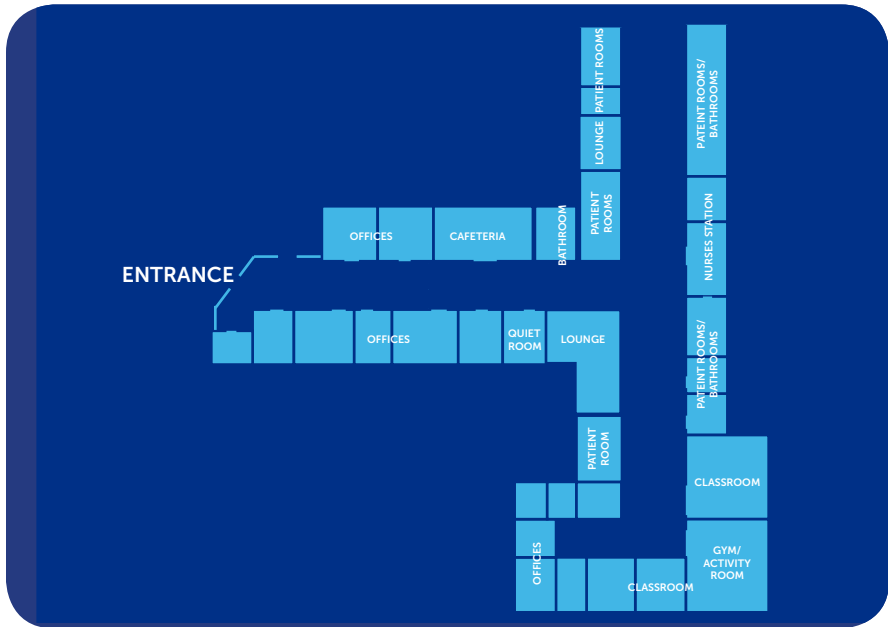 PATIENT ROOMS
PATEINT ROOMS/
BATHROOMS
LOUNGE
PATIENT
ROOMS
NURSES STATION
OFFICES
CAFETERIA
BATHROOM
ENTRANCE
OFFICES
QUIET
ROOM
LOUNGE
PATEINT ROOMS/
BATHROOMS
PATIENT
ROOM
CLASSROOM
OFFICES
GYM/
ACTIVITY
ROOM
CLASSROOM